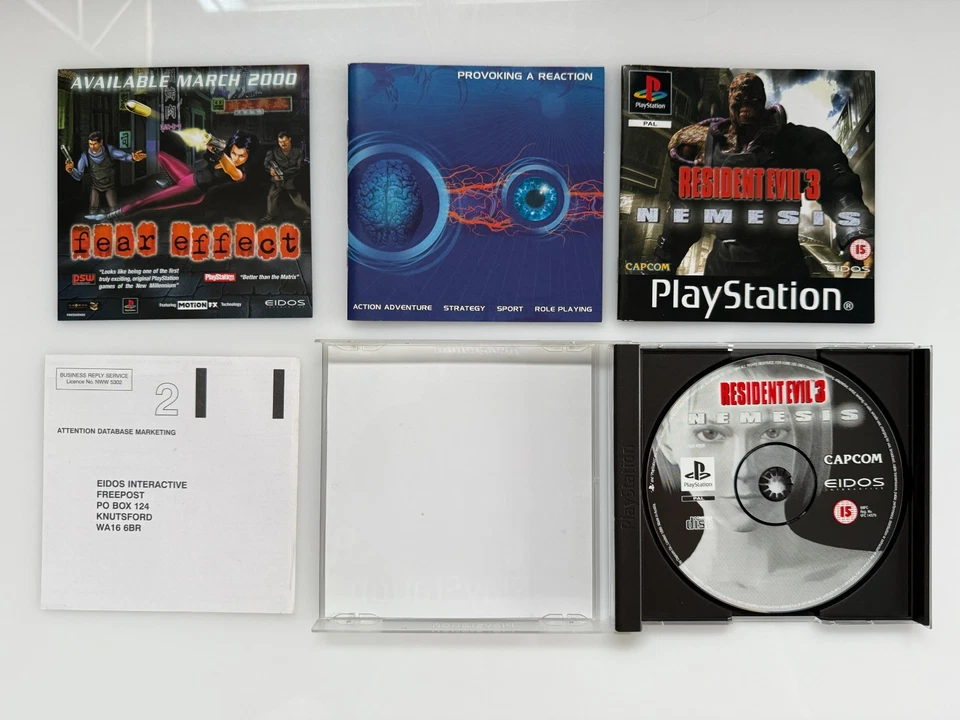 AVAILABLE MARCH 2000
fear effect
PSW
"Looks like being one of the first
truly exciting, original PlayStation
games of the New Millennium"
PlayStation
"Better than the Matrix"
Featuring MOTION FX Technology
EIDOS
PROVOKING A REACTION
ACTION ADVENTURE STRATEGY SPORT ROLE PLAYING
PlayStation
PAL
RESIDENT EVIL 3
NEMESIS
15
CAPCOM
EIDOS
PlayStation®
BUSINESS REPLY SERVICE
Licence No. NWW 5302
2
ATTENTION DATABASE MARKETING
EIDOS INTERACTIVE
FREEPOST
PO BOX 124
KNUTSFORD
WA16 6BR
PlayStation
RESIDENT EVIL 3
NEMESIS
PlayStation
PAL
CAPCOM
EIDOS
INTERACTIVE
15